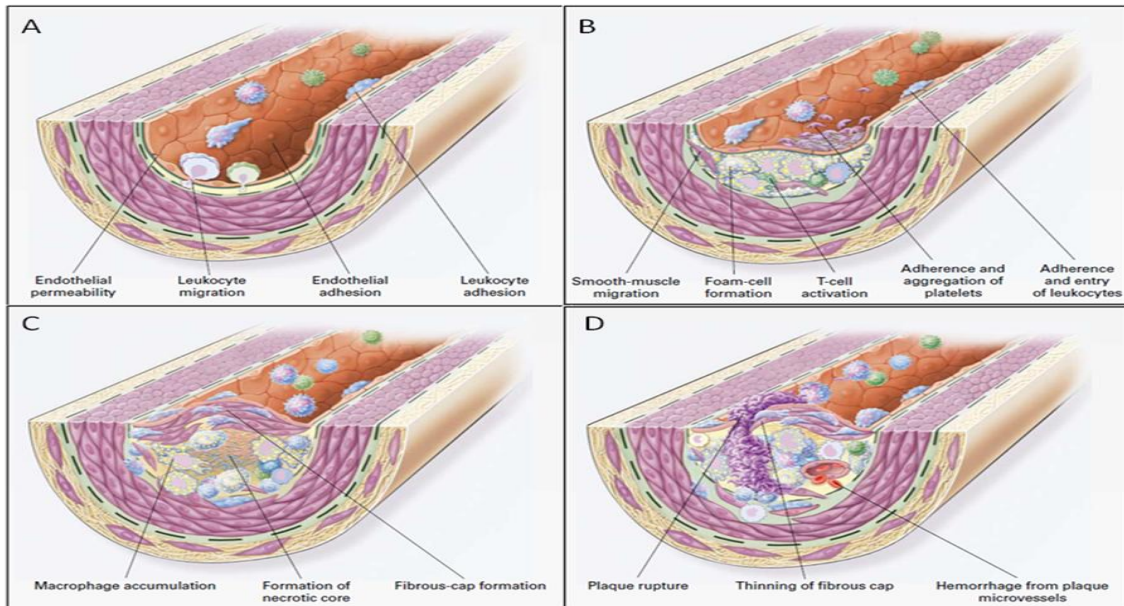 A
Endothelial permeability
Leukocyte migration
Endothelial adhesion
Leukocyte adhesion
B
Smooth-muscle migration
Foam-cell formation
T-cell activation
Adherence and aggregation of platelets
Adherence and entry of leukocytes
C
Macrophage accumulation
Formation of necrotic core
Fibrous-cap formation
D
Plaque rupture
Thinning of fibrous cap
Hemorrhage from plaque microvessels